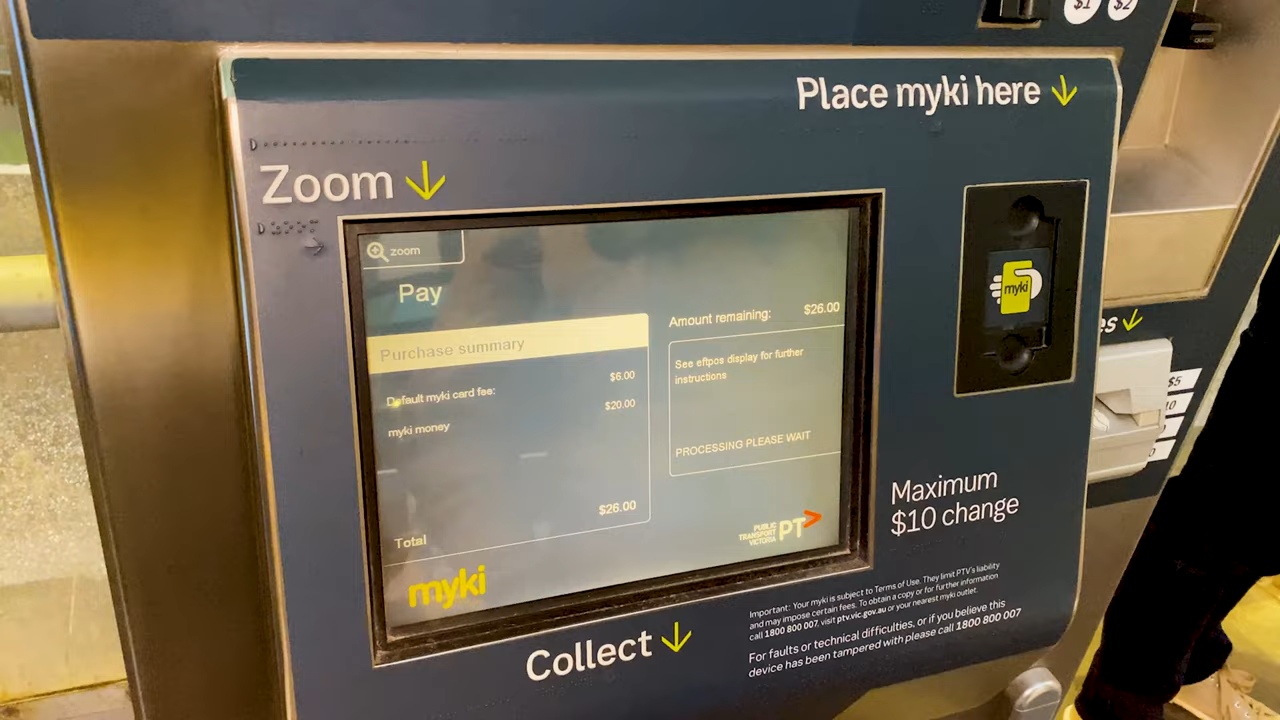 $1 $2
Place myki here
Zoom
zoom
Pay
Purchase summary
Default myki card fee: $6.00
myki money $20.00
Total $26.00
Amount remaining: $26.00
See eftpos display for further
instructions
PROCESSING PLEASE WAIT
PUBLIC
TRANSPORT
VICTORIA
PT
myki
myki
es
$5
Maximum
$10 change
Collect
Important: Your myki is subject to Terms of Use. They limit PTV's liability
and may impose certain fees. To obtain a copy or for further information
call 1800 800 007, visit ptv.vic.gov.au or your nearest myki outlet.
For faults or technical difficulties, or if you believe this
device has been tampered with please call 1800 800 007